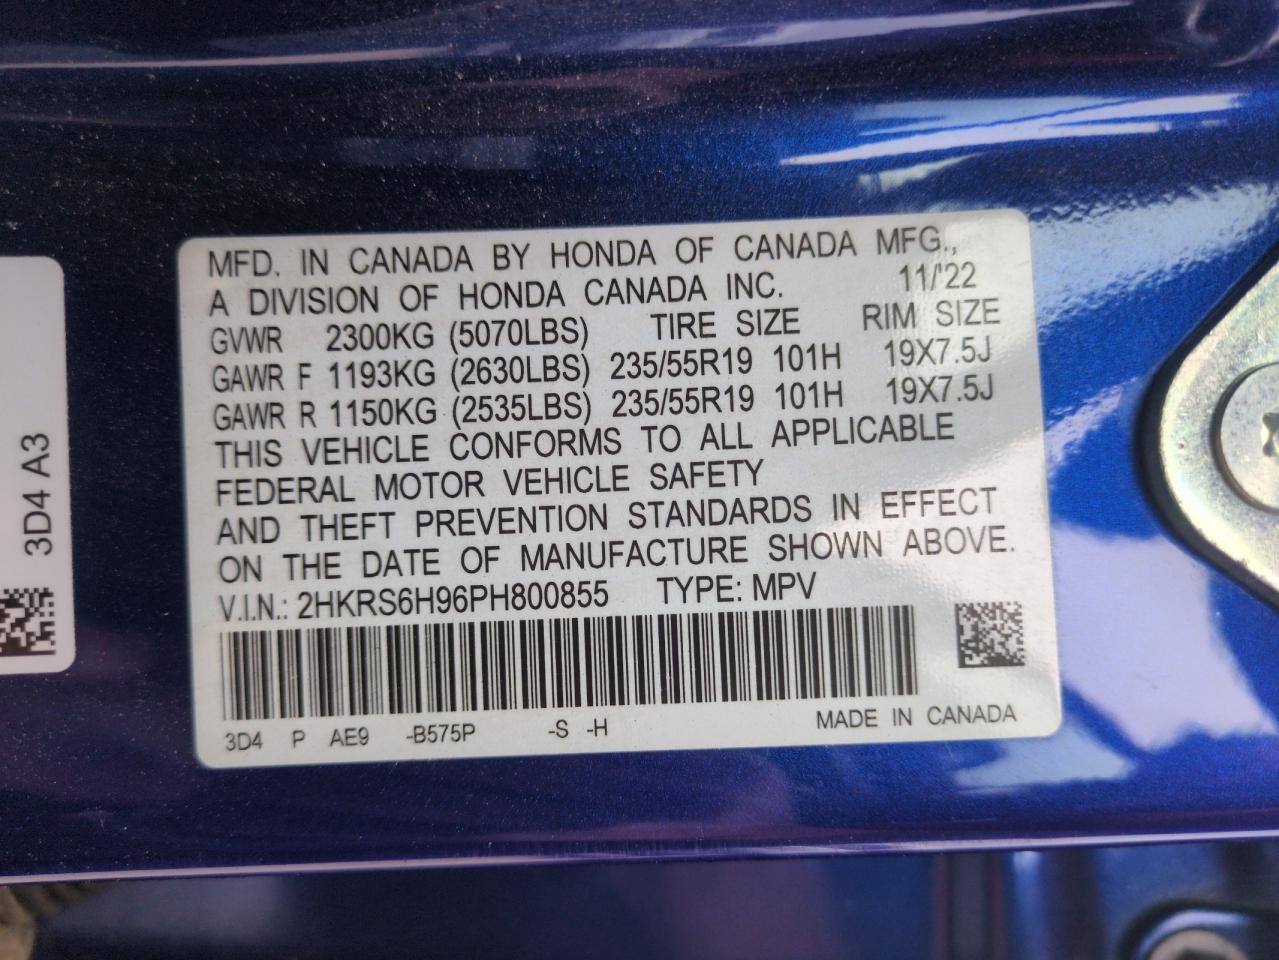 MFD. IN CANADA BY HONDA OF CANADA MFG.,
A DIVISION OF HONDA CANADA INC. 11/'22
GVWR 2300KG (5070LBS) TIRE SIZE RIM SIZE
GAWR F 1193KG (2630LBS) 235/55R19 101H 19X7.5J
GAWR R 1150KG (2535LBS) 235/55R19 101H 19X7.5J
THIS VEHICLE CONFORMS TO ALL APPLICABLE
FEDERAL MOTOR VEHICLE SAFETY
AND THEFT PREVENTION STANDARDS IN EFFECT
ON THE DATE OF MANUFACTURE SHOWN ABOVE.
V.I.N.: 2HKRS6H96PH800855 TYPE: MPV
3D4 P AE9 -B575P -S -H MADE IN CANADA
3D4 A3